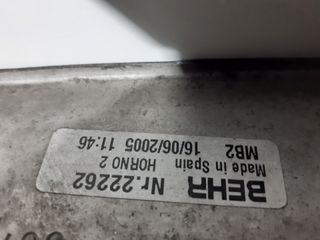 BEHR Nr.22262
Made in Spain HORNO 2
MB2 16/06/2005 11:46